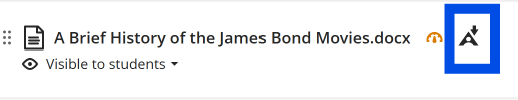 A Brief History of the James Bond Movies.docx
Visible to students